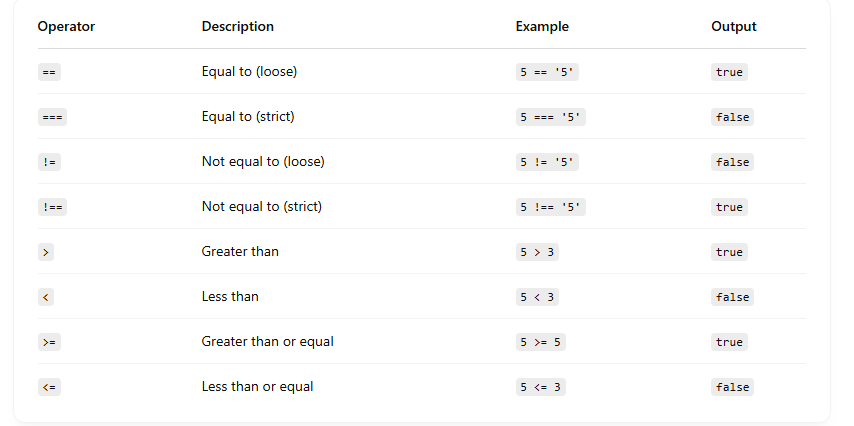 Operator Description Example Output
== Equal to (loose) 5 == '5' true
=== Equal to (strict) 5 === '5' false
!= Not equal to (loose) 5 != '5' false
!== Not equal to (strict) 5 !== '5' true
> Greater than 5 > 3 true
< Less than 5 < 3 false
>= Greater than or equal 5 >= 5 true
<= Less than or equal 5 <= 3 false